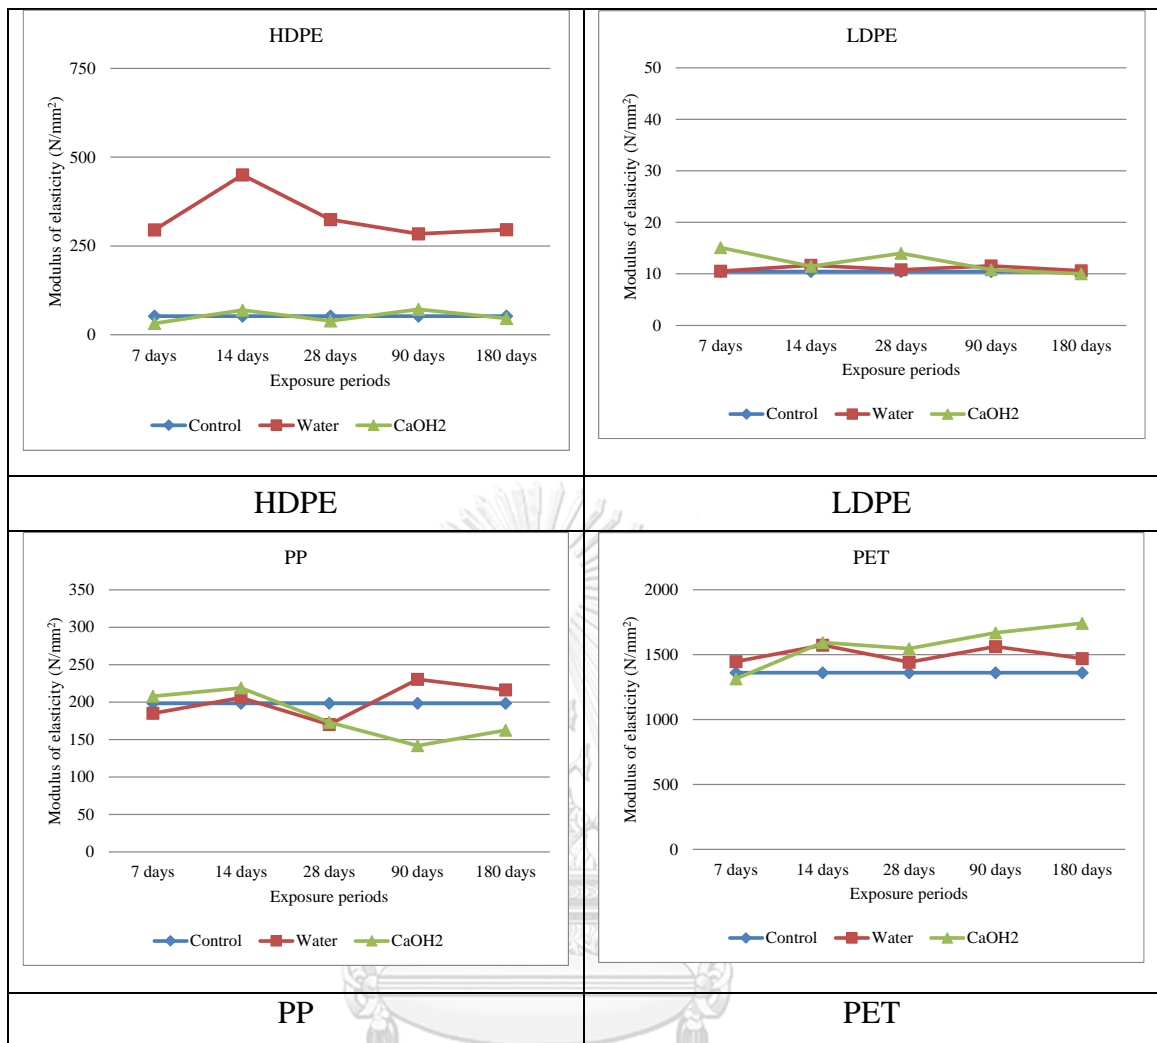 HDPE
750
500
250
0
Modulus of elasticity (N/mm²)
7 days 14 days 28 days 90 days 180 days
Exposure periods
Control Water CaOH2
LDPE
50
40
30
20
10
0
Modulus of elasticity (N/mm²)
7 days 14 days 28 days 90 days 180 days
Exposure periods
Control Water CaOH2
HDPE LDPE
PP
350
300
250
200
150
100
50
0
Modulus of elasticity (N/mm²)
7 days 14 days 28 days 90 days 180 days
Exposure periods
Control Water CaOH2
PET
2000
1500
1000
500
0
Modulus of elasticity (N/mm²)
7 days 14 days 28 days 90 days 180 days
Exposure periods
Control Water CaOH2
PP PET